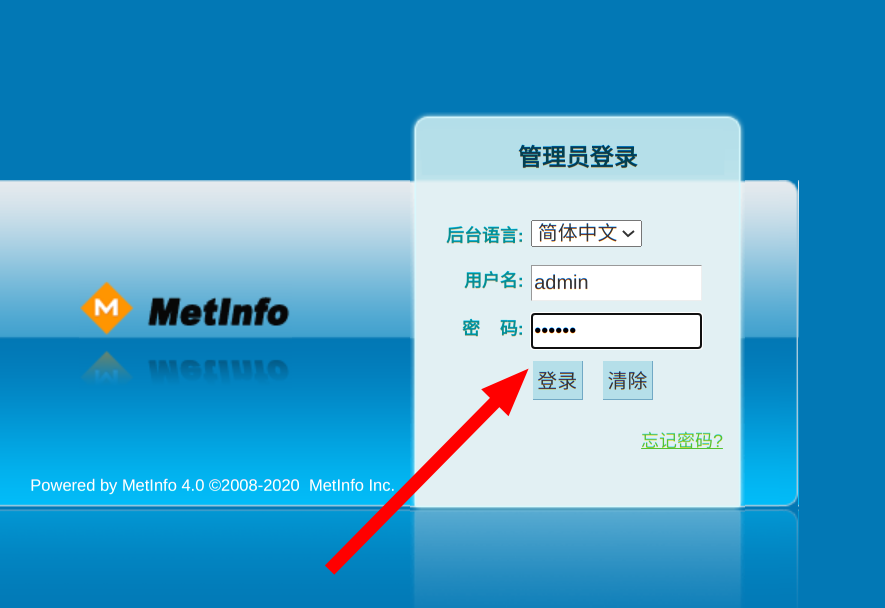 管理员登录
后台语言: 简体中文
用户名: admin
密 码: ••••••
登录 清除
忘记密码?
MetInfo
Powered by MetInfo 4.0 ©2008-2020 MetInfo Inc.